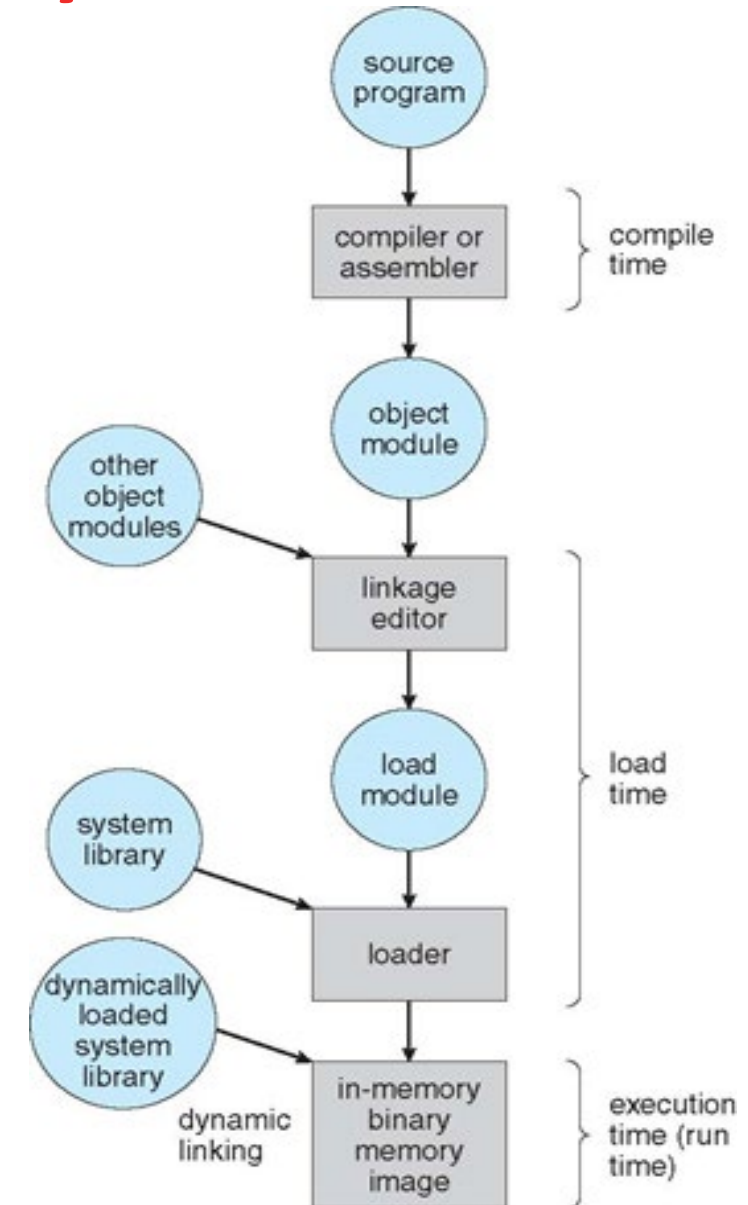 source
program
compiler or
assembler
compile
time
object
module
other
object
modules
linkage
editor
load
module
load
time
system
library
loader
dynamically
loaded
system
library
dynamic
linking
in-memory
binary
memory
image
execution
time (run
time)